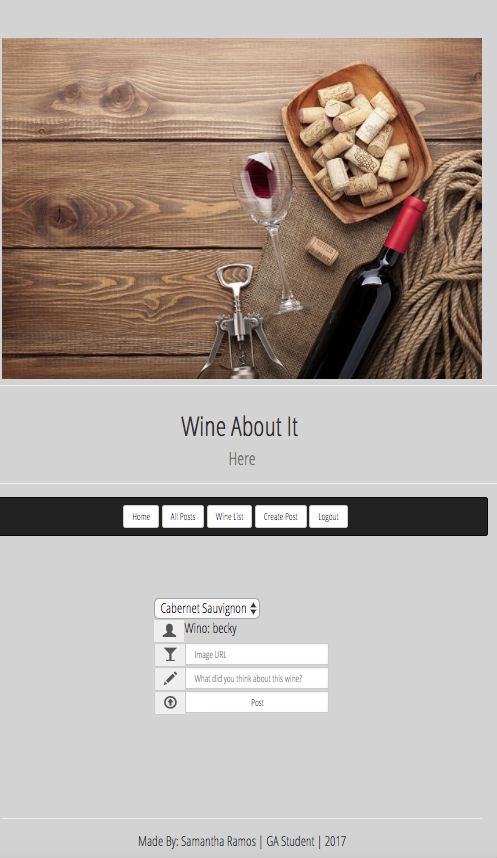 Wine About It
Here
Home All Posts Wine List Create Post Logout
Cabernet Sauvignon
Wino: becky
Image URL
What did you think about this wine?
Post
Made By: Samantha Ramos | GA Student | 2017